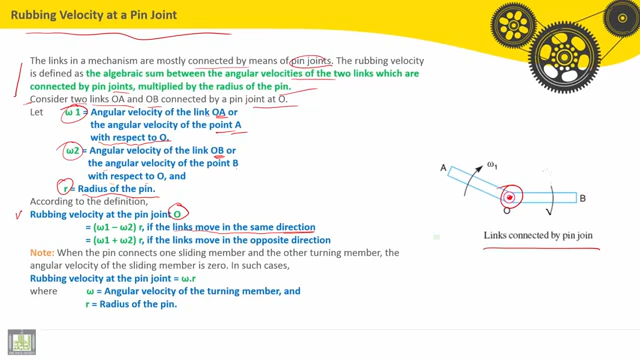 Rubbing Velocity at a Pin Joint
The links in a mechanism are mostly connected by means of pin joints. The rubbing velocity
is defined as the algebraic sum between the angular velocities of the two links which are
connected by pin joints, multiplied by the radius of the pin.
Consider two links OA and OB connected by a pin joint at O.
Let ω 1 = Angular velocity of the link OA or
the angular velocity of the point A
with respect to O.
ω2 = Angular velocity of the link OB or
the angular velocity of the point B
with respect to O, and
r = Radius of the pin.
According to the definition,
Rubbing velocity at the pin joint O
= (ω1 − ω2) r, if the links move in the same direction
= (ω1 + ω2) r, if the links move in the opposite direction
Note: When the pin connects one sliding member and the other turning member, the
angular velocity of the sliding member is zero. In such cases,
Rubbing velocity at the pin joint = ω.r
where ω = Angular velocity of the turning member, and
r = Radius of the pin.
A
ω1
O
B
Links connected by pin join